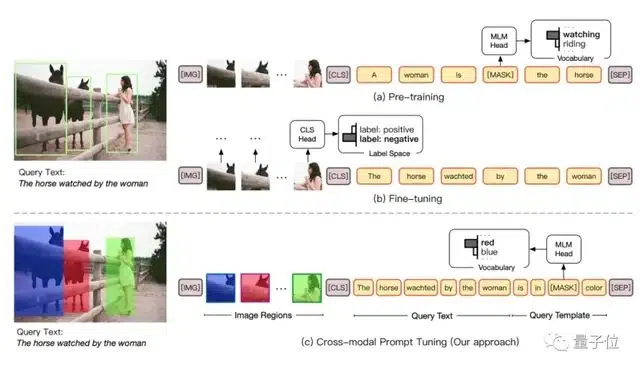 MLM
Head
watching
riding
Vocabulary
[IMG]
...
[CLS]
A
woman
is
[MASK]
the
horse
[SEP]
(a) Pre-training
Query Text:
The horse watched by the woman
... ...
CLS
Head
label: positive
label: negative
Label Space
[IMG]
...
[CLS]
The
horse
wachted
by
the
woman
[SEP]
(b) Fine-tuning
red
blue
Vocabulary
MLM
Head
[IMG]
...
[CLS]
The
horse
wachted
by
the
woman
is
in
[MASK]
color
[SEP]
Image Regions
Query Text
Query Template
Query Text:
The horse watched by the woman
(c) Cross-modal Prompt Tuning (Our approach)
量子位